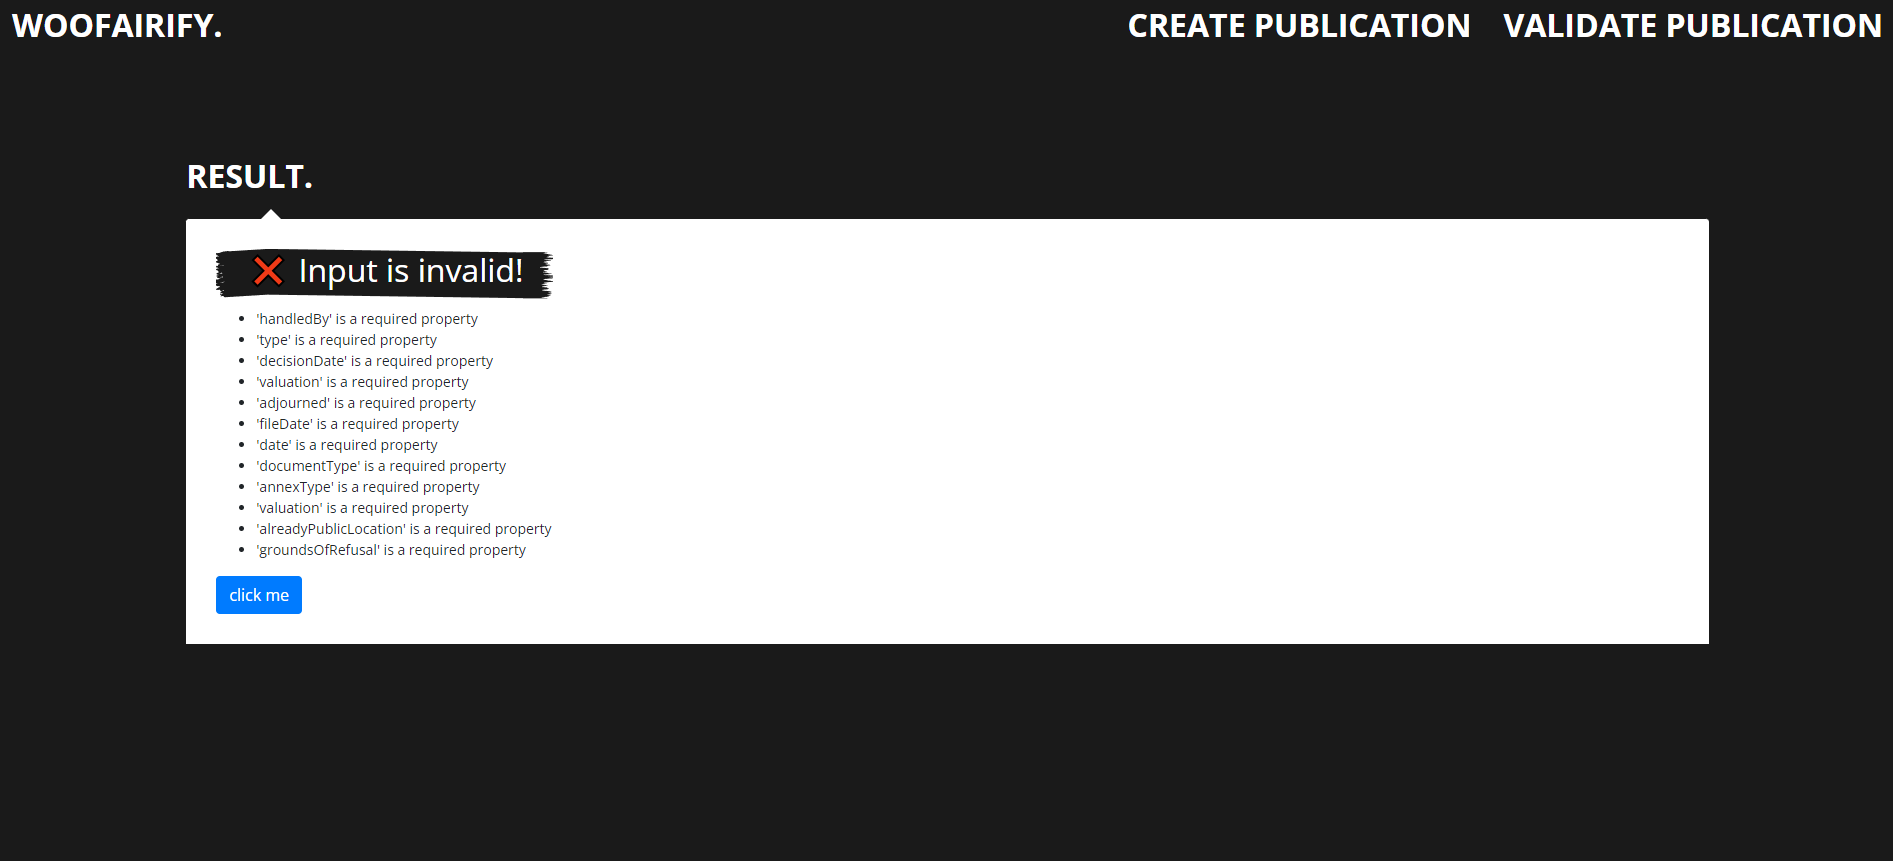 WOOFAIRIFY.
CREATE PUBLICATION
VALIDATE PUBLICATION
RESULT.
Input is invalid!
'handledBy' is a required property
'type' is a required property
'decisionDate' is a required property
'valuation' is a required property
'adjourned' is a required property
'fileDate' is a required property
'date' is a required property
'documentType' is a required property
'annexType' is a required property
'valuation' is a required property
'alreadyPublicLocation' is a required property
'groundsOfRefusal' is a required property
click me